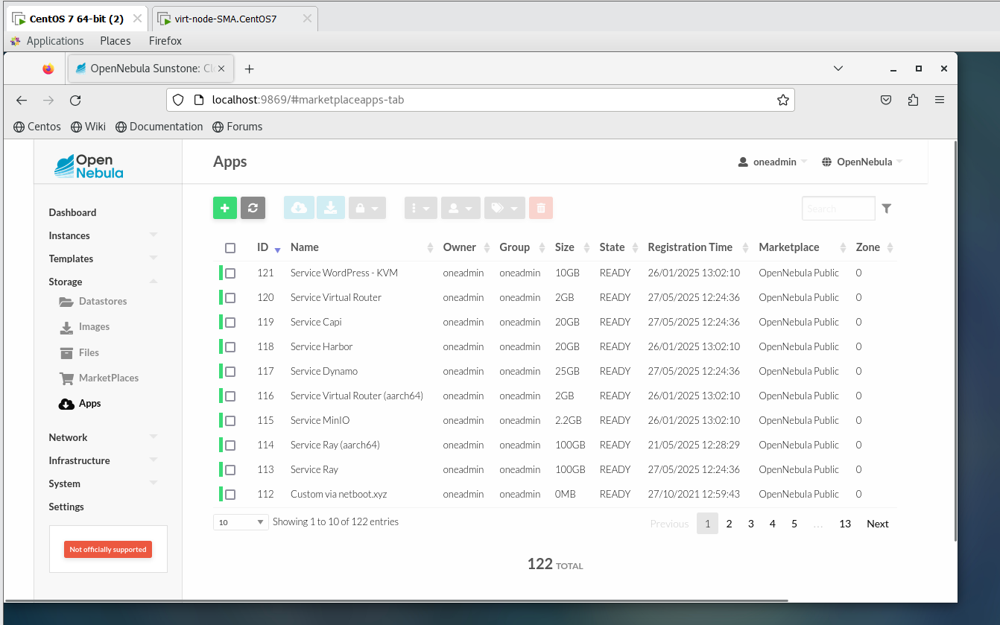 CentOS 7 64-bit (2) virt-node-SMA.CentOS7
Applications Places Firefox
OpenNebula Sunstone: Cl
localhost:9869/#marketplaceapps-tab
Centos Wiki Documentation Forums
Open
Nebula
Apps
oneadmin OpenNebula
Dashboard
Instances
Templates
Storage
Datastores
Images
Files
MarketPlaces
Apps
Network
Infrastructure
System
Settings
Not officially supported
Search
ID Name Owner Group Size State Registration Time Marketplace Zone
121 Service WordPress - KVM oneadmin oneadmin 10GB READY 26/01/2025 13:02:10 OpenNebula Public 0
120 Service Virtual Router oneadmin oneadmin 2GB READY 27/05/2025 12:24:36 OpenNebula Public 0
119 Service Capi oneadmin oneadmin 20GB READY 27/05/2025 12:24:36 OpenNebula Public 0
118 Service Harbor oneadmin oneadmin 20GB READY 26/01/2025 13:02:10 OpenNebula Public 0
117 Service Dynamo oneadmin oneadmin 25GB READY 27/05/2025 12:24:36 OpenNebula Public 0
116 Service Virtual Router (aarch64) oneadmin oneadmin 2GB READY 26/01/2025 13:02:10 OpenNebula Public 0
115 Service MinIO oneadmin oneadmin 2.2GB READY 26/01/2025 13:02:10 OpenNebula Public 0
114 Service Ray (aarch64) oneadmin oneadmin 100GB READY 21/05/2025 12:28:29 OpenNebula Public 0
113 Service Ray oneadmin oneadmin 100GB READY 27/05/2025 12:24:36 OpenNebula Public 0
112 Custom via netboot.xyz oneadmin oneadmin 0MB READY 27/10/2021 12:59:43 OpenNebula Public 0
10 Showing 1 to 10 of 122 entries
Previous 1 2 3 4 5 ... 13 Next
122 TOTAL